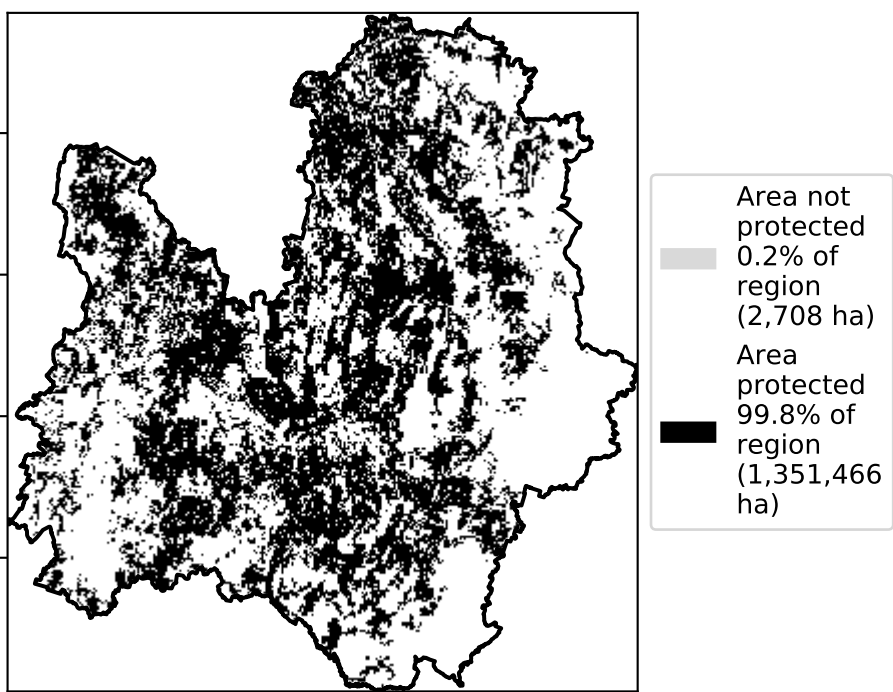 Area not
protected
0.2% of
region
(2,708 ha)
Area
protected
99.8% of
region
(1,351,466
ha)